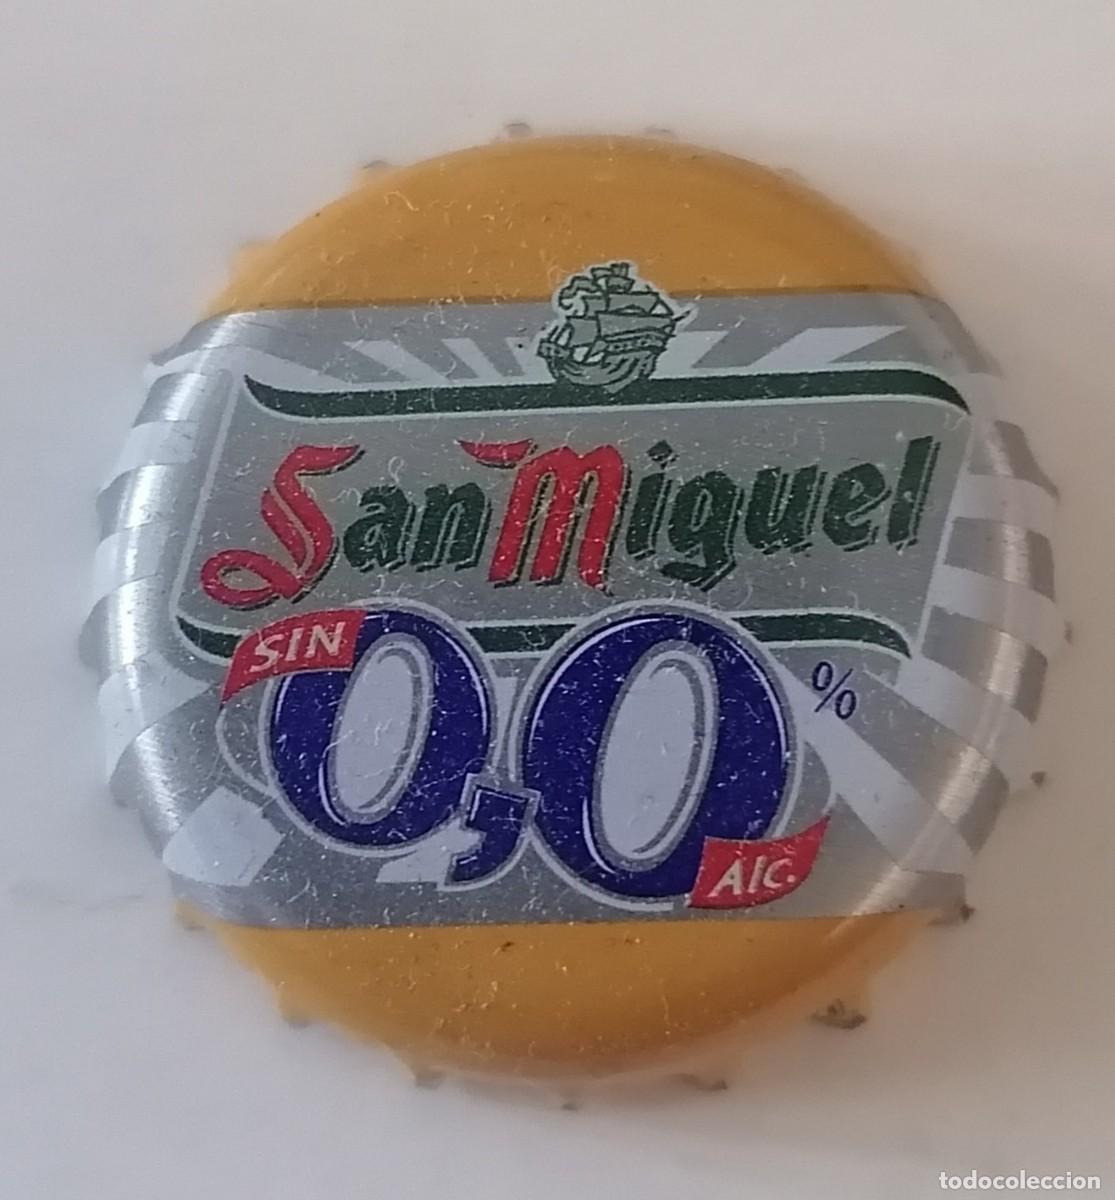 San Miguel
SIN
0,0 %
Alc.
todocoleccion